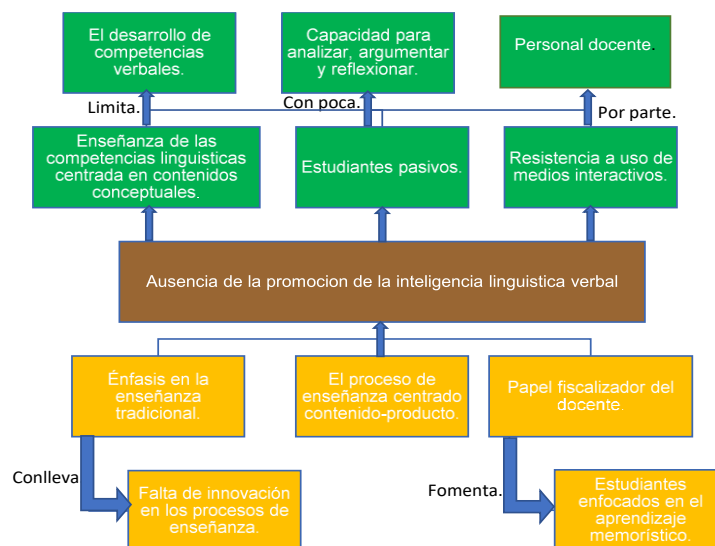 El desarrollo de
competencias
verbales.
Capacidad para
analizar, argumentar
y reflexionar.
Personal docente.
Limita.
Con poca.
Por parte.
Enseñanza de las
competencias linguisticas
centrada en contenidos
conceptuales.
Estudiantes pasivos.
Resistencia a uso de
medios interactivos.
Ausencia de la promocion de la inteligencia linguistica verbal
Énfasis en la
enseñanza
tradicional.
El proceso de
enseñanza centrado
contenido-producto.
Papel fiscalizador del
docente.
Conlleva
Falta de innovación
en los procesos de
enseñanza.
Fomenta.
Estudiantes
enfocados en el
aprendizaje
memorístico.